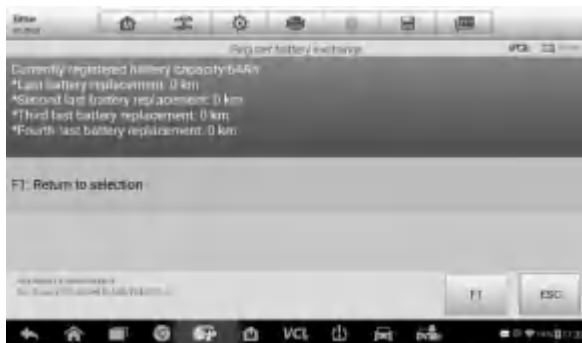 Register battery exchange
VCI
Currently registered battery capacity: 64Ah
*Last battery replacement: 0 km
*Second last battery replacement: 0 km
*Third last battery replacement: 0 km
*Fourth last battery replacement: 0 km
F1: Return to selection
F1
ESC
VCI